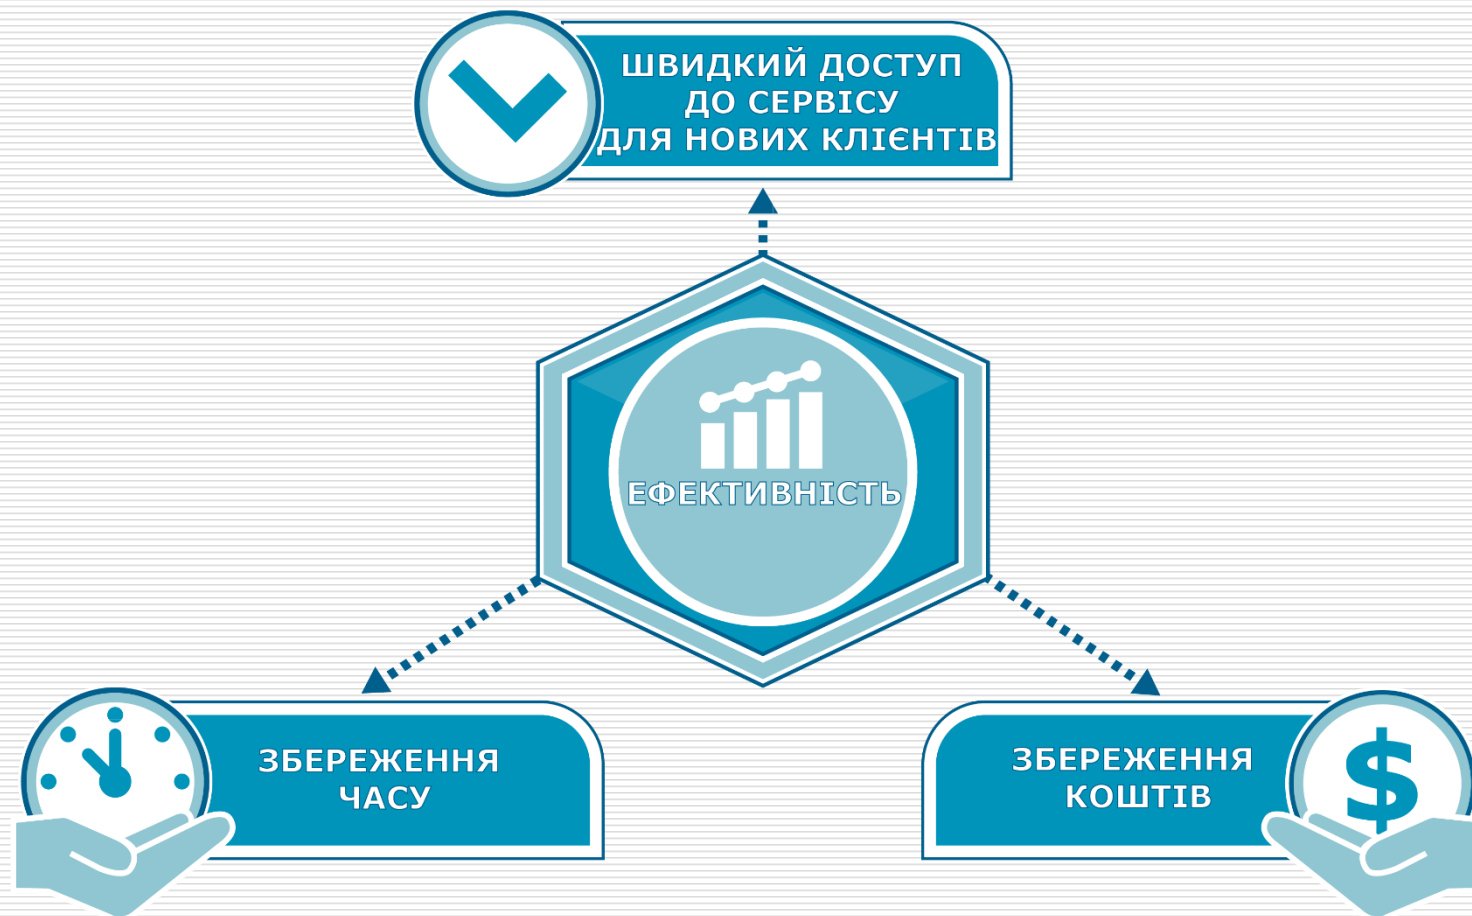 ШВИДКИЙ ДОСТУП
ДО СЕРВІСУ
ДЛЯ НОВИХ КЛІЄНТІВ
ЕФЕКТИВНІСТЬ
ЗБЕРЕЖЕННЯ
ЧАСУ
ЗБЕРЕЖЕННЯ
КОШТІВ
$